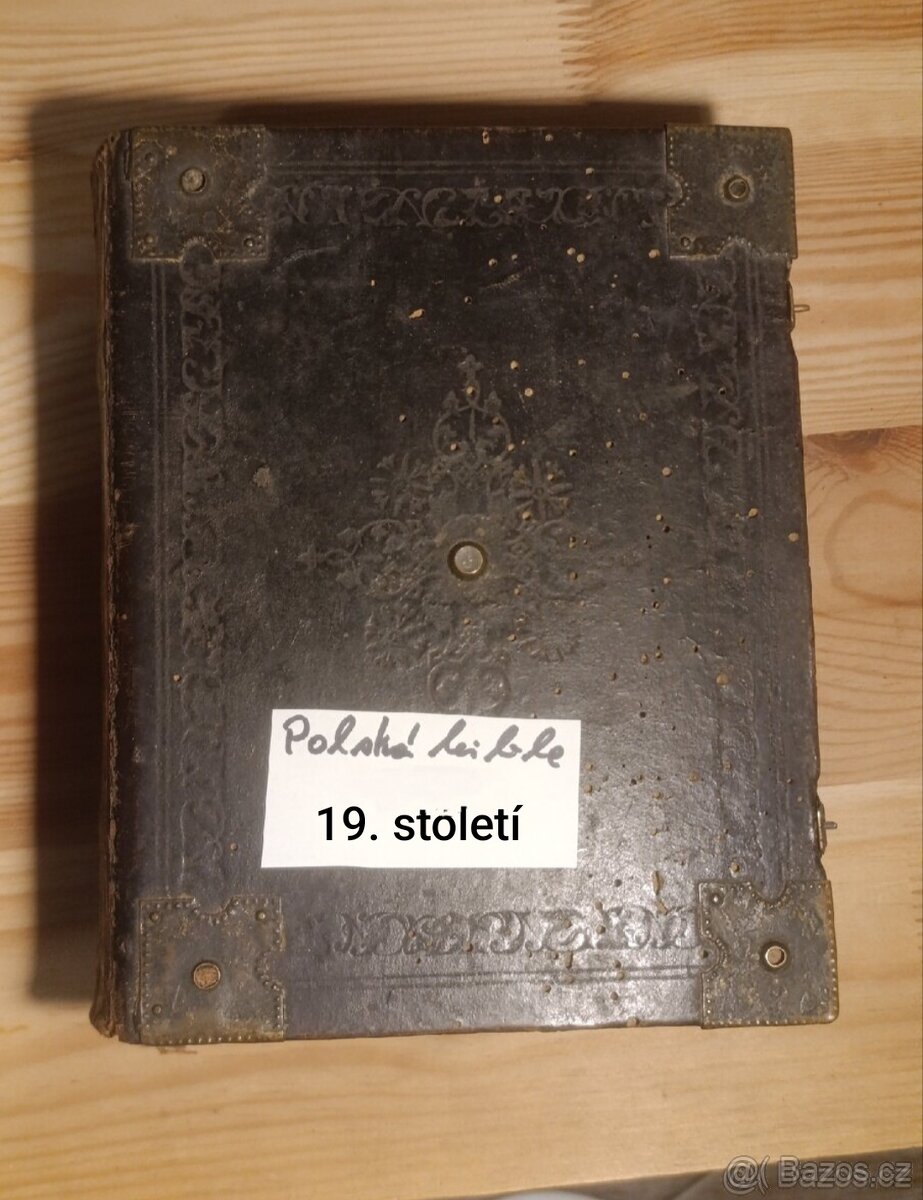 Polská bible
19. století
@( Bazos.cz